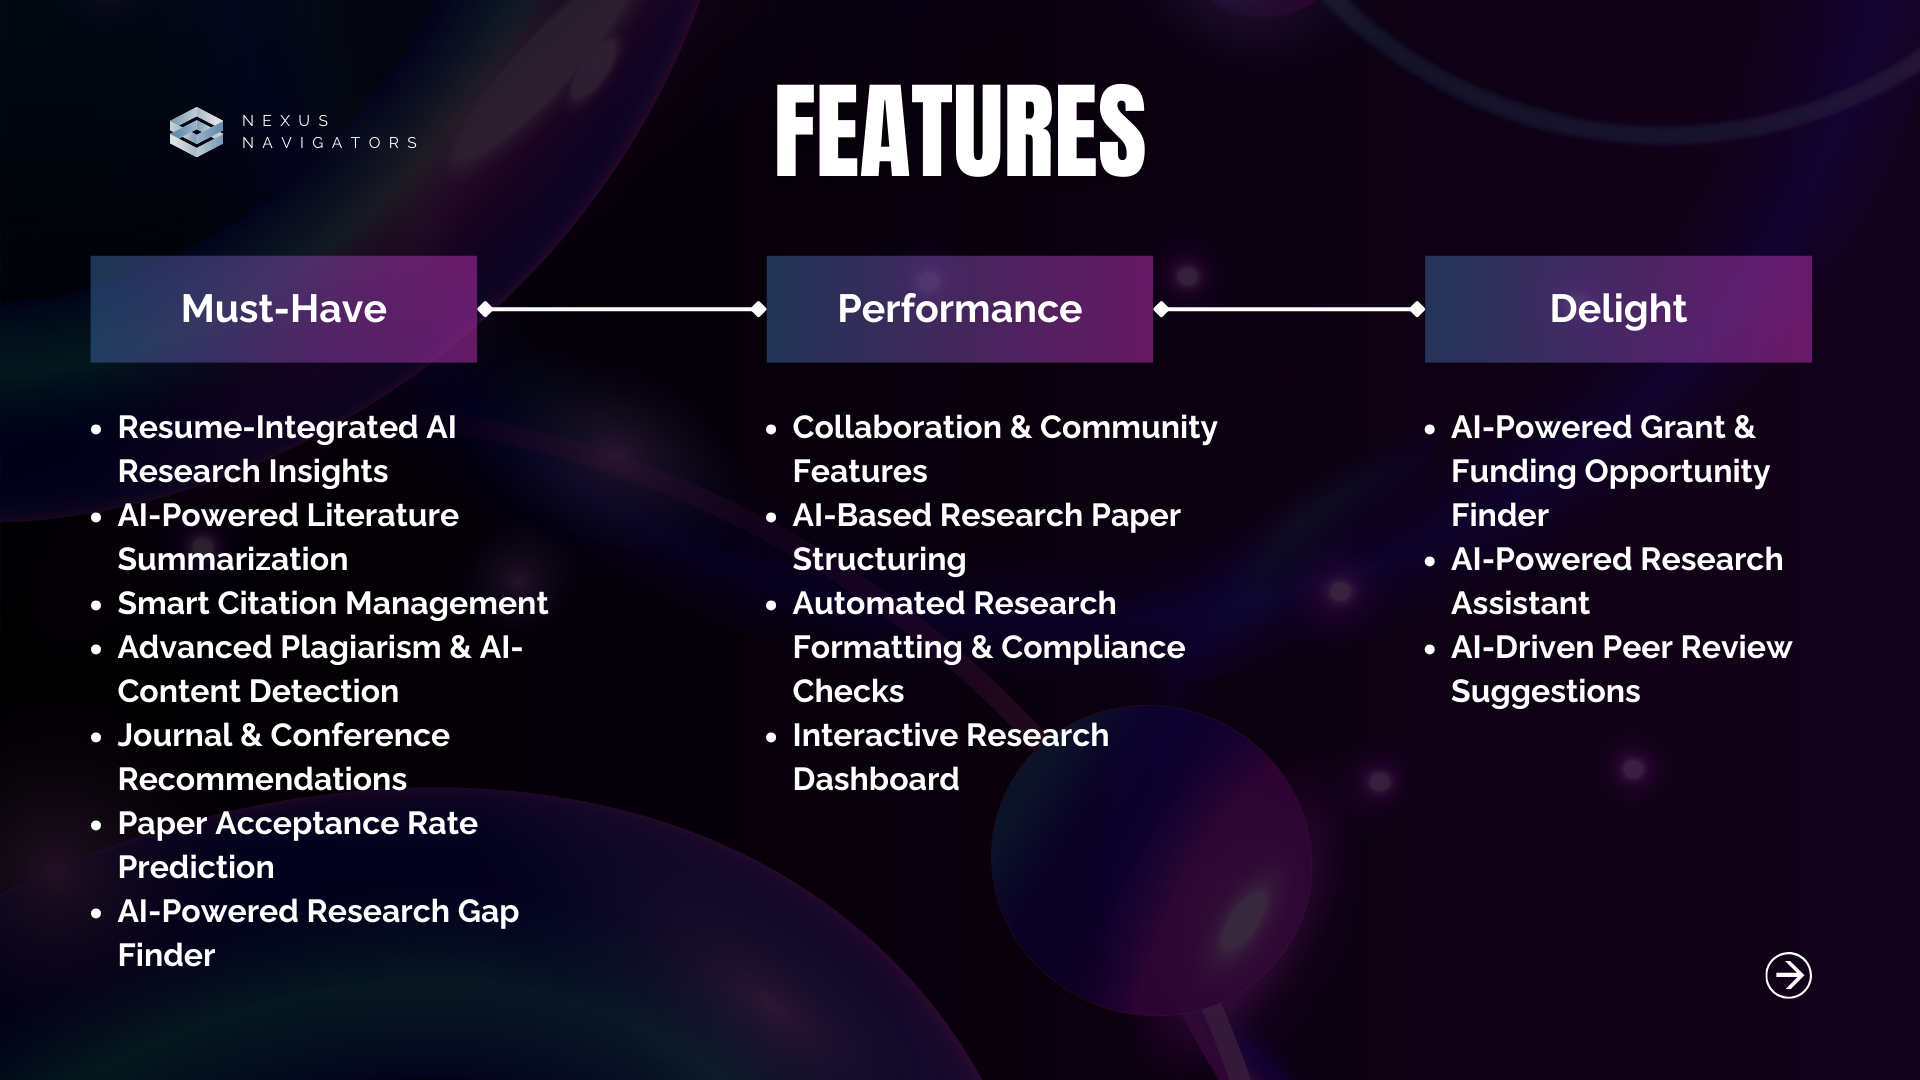 NEXUS
NAVIGATORS
FEATURES
Must-Have
Performance
Delight
• Resume-Integrated AI
Research Insights
• AI-Powered Literature
Summarization
• Smart Citation Management
• Advanced Plagiarism & AI-
Content Detection
• Journal & Conference
Recommendations
• Paper Acceptance Rate
Prediction
• AI-Powered Research Gap
Finder
• Collaboration & Community
Features
• AI-Based Research Paper
Structuring
• Automated Research
Formatting & Compliance
Checks
• Interactive Research
Dashboard
• AI-Powered Grant &
Funding Opportunity
Finder
• AI-Powered Research
Assistant
• AI-Driven Peer Review
Suggestions